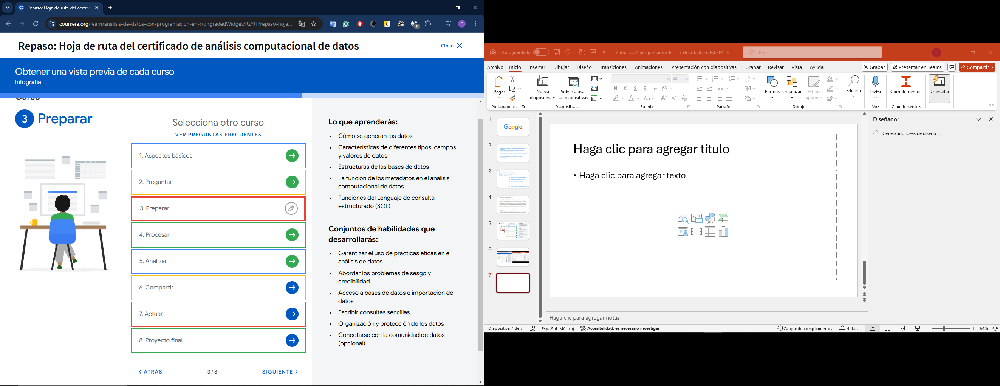 Repaso: Hoja de ruta del certific
coursera.org/learn/analisis-de-datos-con-programacion-en-r/ungradedWidget/RzYJT/repaso-hoja...
2
C
Repaso: Hoja de ruta del certificado de análisis computacional de datos
Close
Obtener una vista previa de cada curso
Infografía
Curso
3 Preparar
Selecciona otro curso
VER PREGUNTAS FRECUENTES
1. Aspectos básicos
2. Preguntar
3. Preparar
4. Procesar
5. Analizar
6. Compartir
7. Actuar
8. Proyecto final
ATRÁS
3 / 8
SIGUIENTE
Lo que aprenderás:
• Cómo se generan los datos
• Características de diferentes tipos, campos
y valores de datos
• Estructuras de las bases de datos
• La función de los metadatos en el análisis
computacional de datos
• Funciones del Lenguaje de consulta
estructurado (SQL)
Conjuntos de habilidades que
desarrollarás:
• Garantizar el uso de prácticas éticas en el
análisis de datos
• Abordar los problemas de sesgo y
credibilidad
• Acceso a bases de datos e importación de
datos
• Escribir consultas sencillas
• Organización y protección de los datos
• Conectarse con la comunidad de datos
(opcional)
Autoguardado
7_AnalisisD_programando_R.... • Guardado en Este PC
Buscar
II
Archivo Inicio Insertar Dibujar Diseño Transiciones Animaciones Presentación con diapositivas Grabar Revisar Vista Ayuda
Grabar
Presentar en Teams
Compartir
Pegar
Portapapeles
Nueva
diapositiva
Volver a usar
las diapositivas
Diapositivas
44
N K S S ab AV
A Aa A A
Fuente
Párrafo
Formas
Organizar
Estilos
rápidos
Dibujo
Edición
Dictar
Voz
Complementos
Complementos
Diseñador
1
Google
2
3
4
5
6
7
Haga clic para agregar título
• Haga clic para agregar texto
Haga clic para agregar notas
Diseñador
Generando ideas de diseño...
Diapositiva 7 de 7
Español (México)
Accesibilidad: es necesario investigar
Cargando complementos
Notas
64%